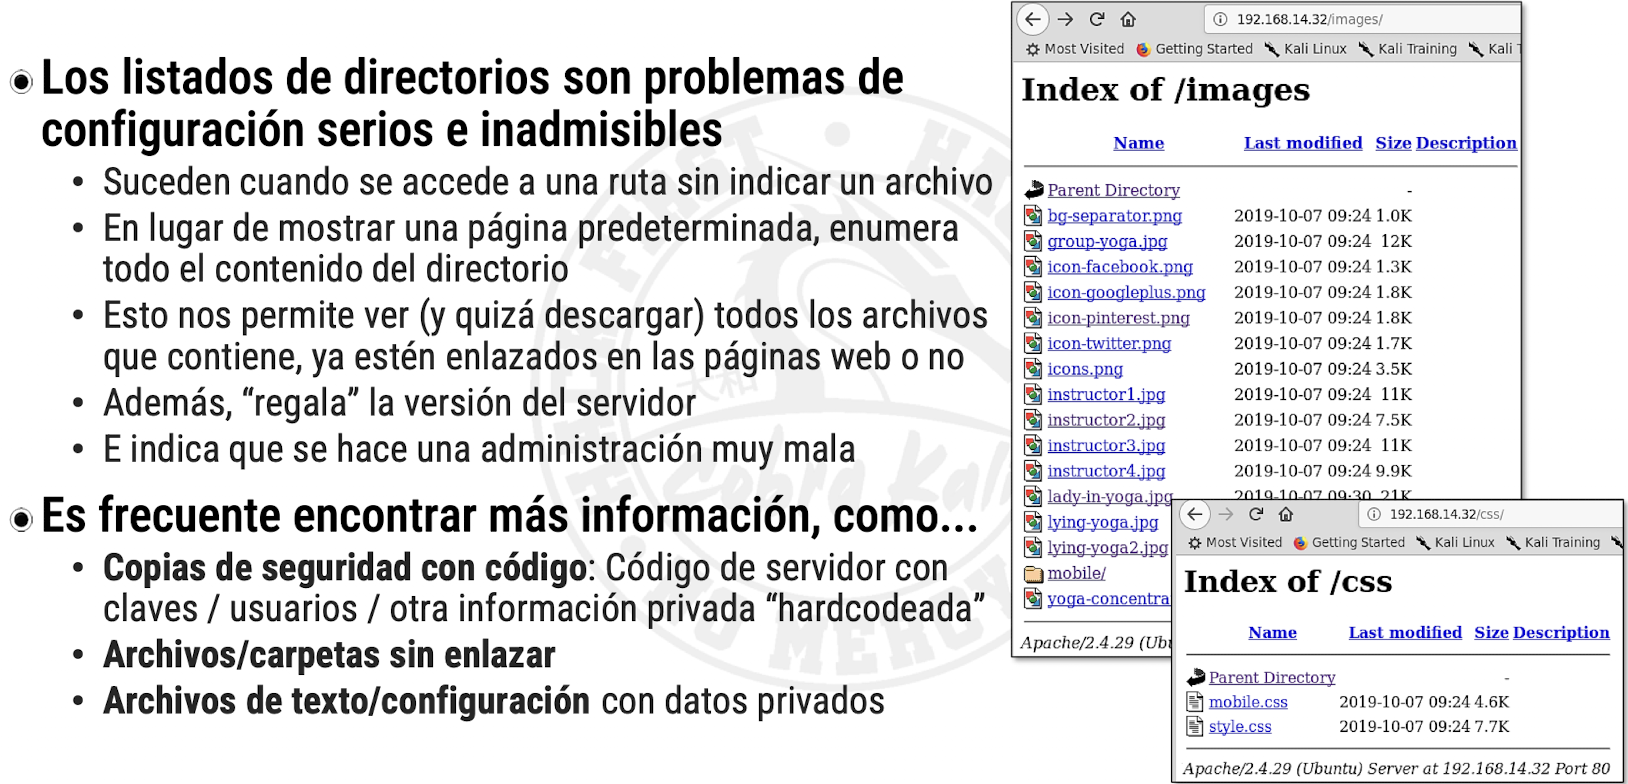 Los listados de directorios son problemas de
configuración serios e inadmisibles
• Suceden cuando se accede a una ruta sin indicar un archivo
• En lugar de mostrar una página predeterminada, enumera
todo el contenido del directorio
• Esto nos permite ver (y quizá descargar) todos los archivos
que contiene, ya estén enlazados en las páginas web o no
• Además, “regala” la versión del servidor
• E indica que se hace una administración muy mala
Es frecuente encontrar más información, como...
• Copias de seguridad con código: Código de servidor con
claves / usuarios / otra información privada “hardcodeada”
• Archivos/carpetas sin enlazar
• Archivos de texto/configuración con datos privados
192.168.14.32/images/
Most Visited Getting Started Kali Linux Kali Training Kali T
Index of /images
Name Last modified Size Description
Parent Directory -
bg-separator.png 2019-10-07 09:24 1.0K
group-yoga.jpg 2019-10-07 09:24 12K
icon-facebook.png 2019-10-07 09:24 1.3K
icon-googleplus.png 2019-10-07 09:24 1.8K
icon-pinterest.png 2019-10-07 09:24 1.8K
icon-twitter.png 2019-10-07 09:24 1.7K
icons.png 2019-10-07 09:24 3.5K
instructor1.jpg 2019-10-07 09:24 11K
instructor2.jpg 2019-10-07 09:24 7.5K
instructor3.jpg 2019-10-07 09:24 11K
instructor4.jpg 2019-10-07 09:24 9.9K
lady-in-yoga.jpg 2019-10-07 09:30 21K
lying-yoga.jpg
lying-yoga2.jpg
mobile/
yoga-concentra
Apache/2.4.29 (Ubu
192.168.14.32/css/
Most Visited Getting Started Kali Linux Kali Training
Index of /css
Name Last modified Size Description
Parent Directory -
mobile.css 2019-10-07 09:24 4.6K
style.css 2019-10-07 09:24 7.7K
Apache/2.4.29 (Ubuntu) Server at 192.168.14.32 Port 80